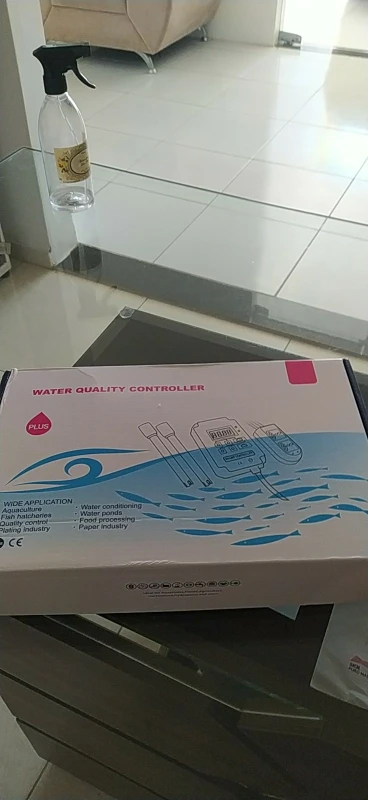 WATER QUALITY CONTROLLER
PLUS
WIDE APPLICATION
Aquaculture
Fish hatcheries
Quality control
Plating industry
· Water conditioning
· Water ponds
· Food processing
· Paper industry
CE